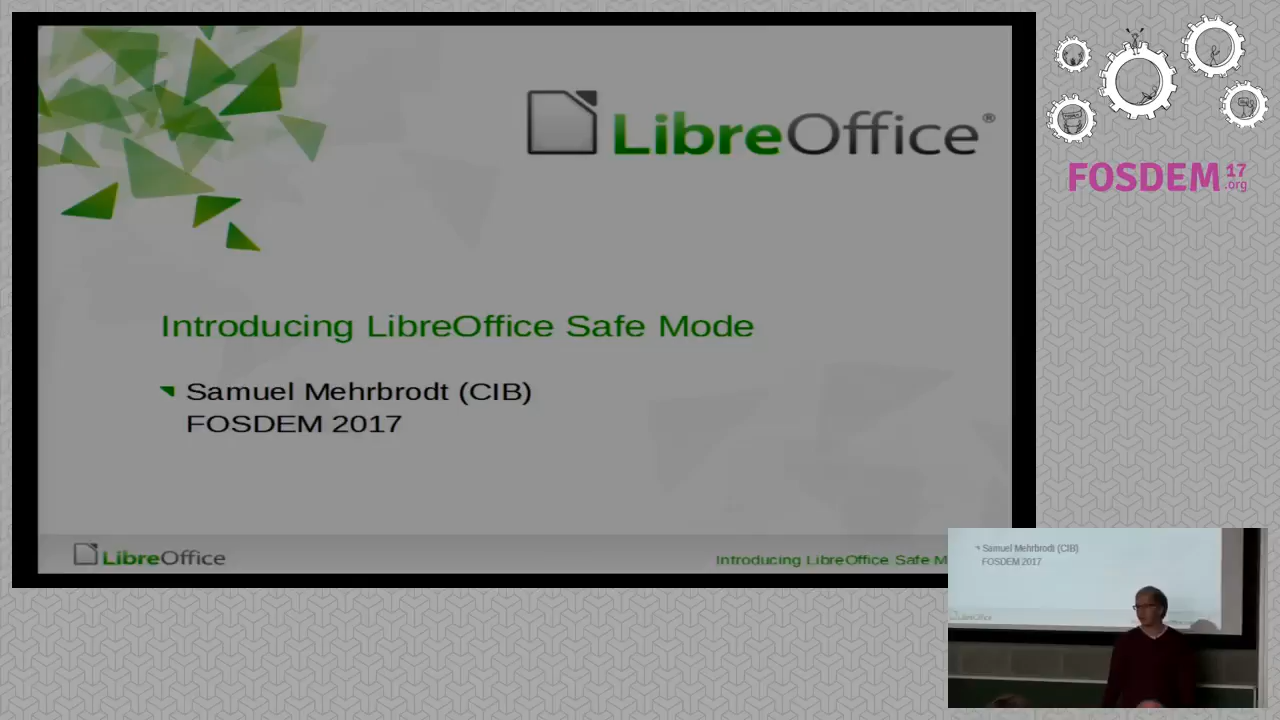 LibreOffice®
FOSDEM 17
.org
Introducing LibreOffice Safe Mode
Samuel Mehrbrodt (CIB)
FOSDEM 2017
LibreOffice
Introducing LibreOffice Safe M
Samuel Mehrbrodt (CIB)
FOSDEM 2017
LibreOffice